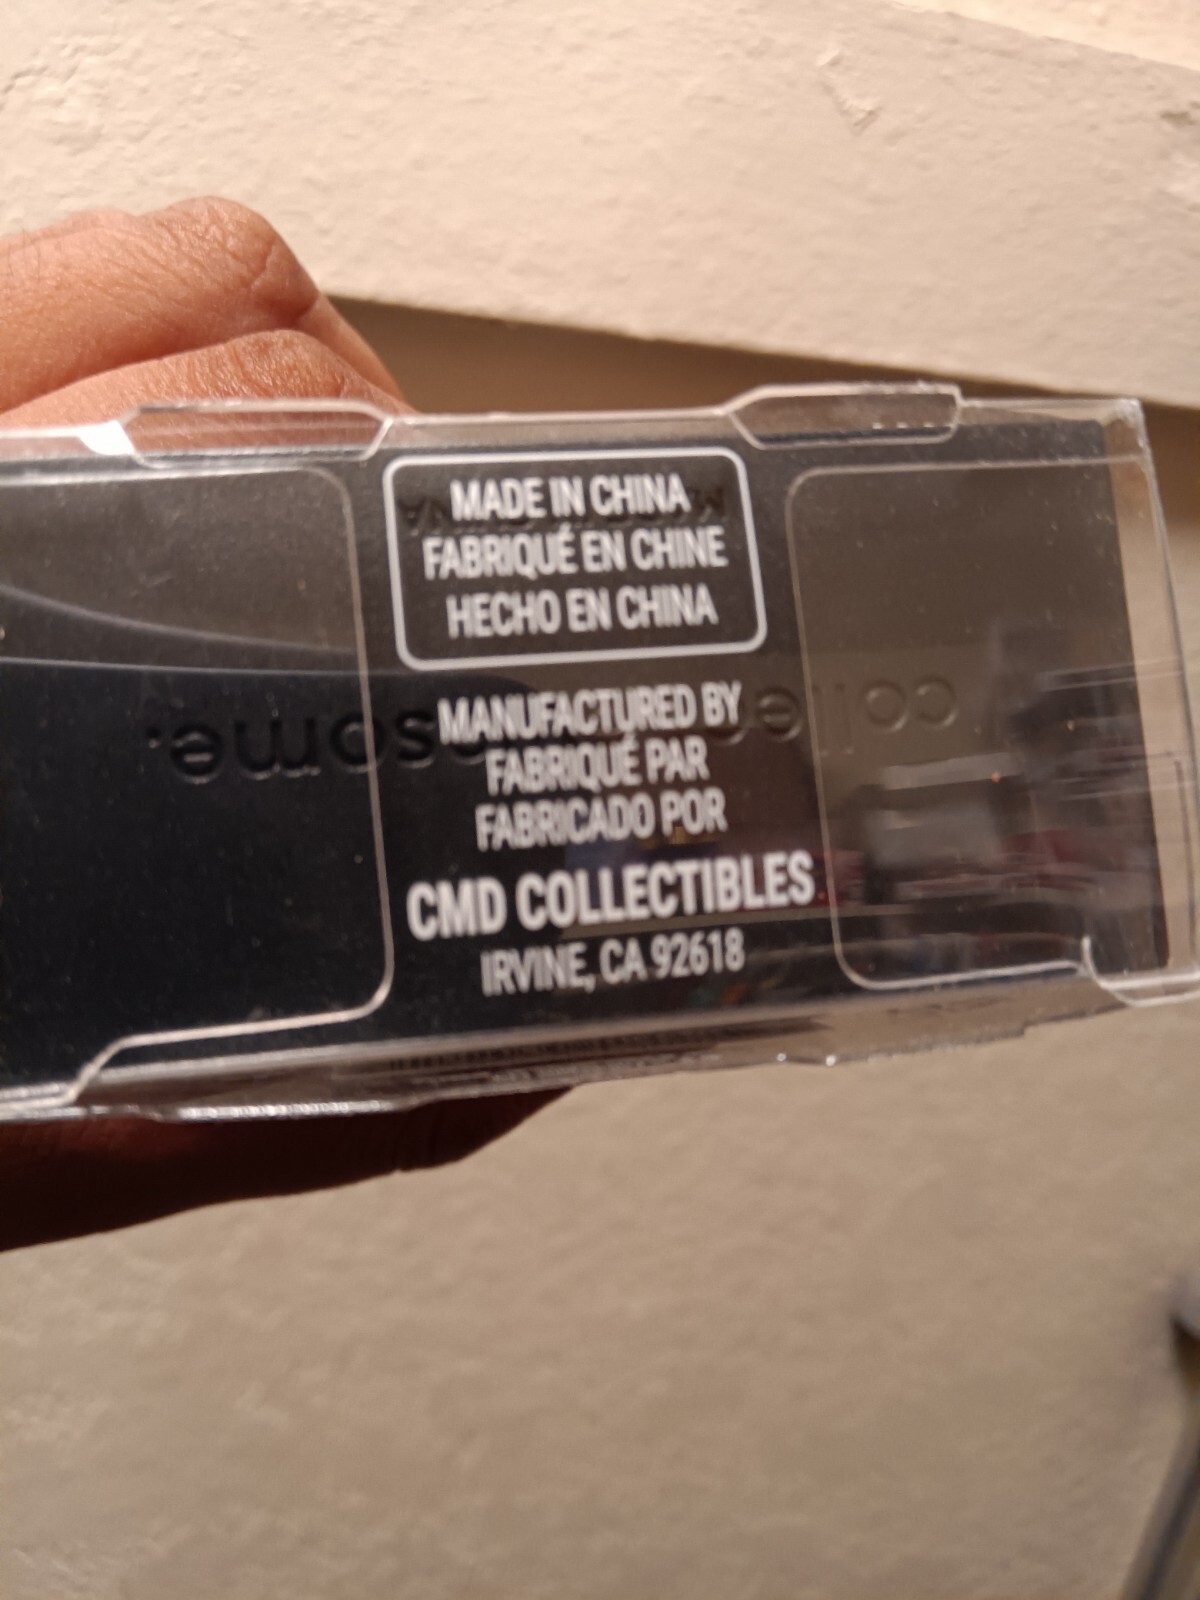 MADE IN CHINA
FABRIQUÉ EN CHINE
HECHO EN CHINA
MANUFACTURED BY
FABRIQUÉ PAR
FABRICADO POR
CMD COLLECTIBLES
IRVINE, CA 92618